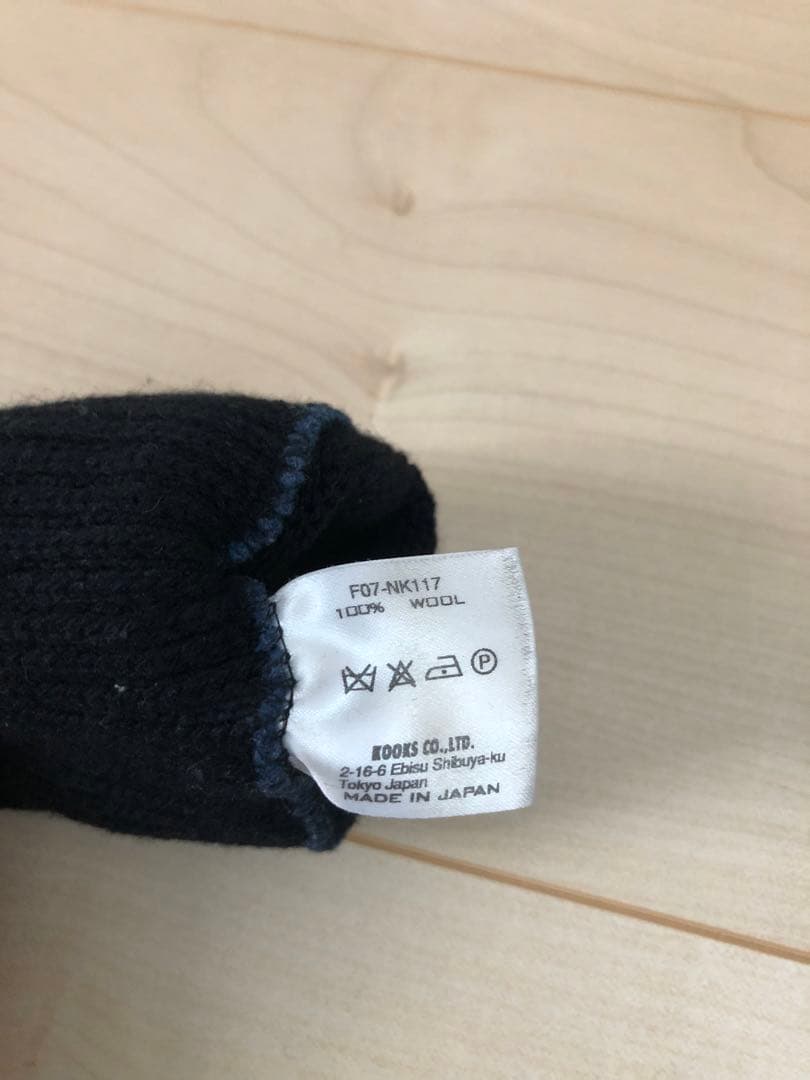 F07-NK117
100% WOOL
P
KOOKS CO.,LTD.
2-16-6 Ebisu Shibuya-ku
Tokyo Japan
MADE IN JAPAN